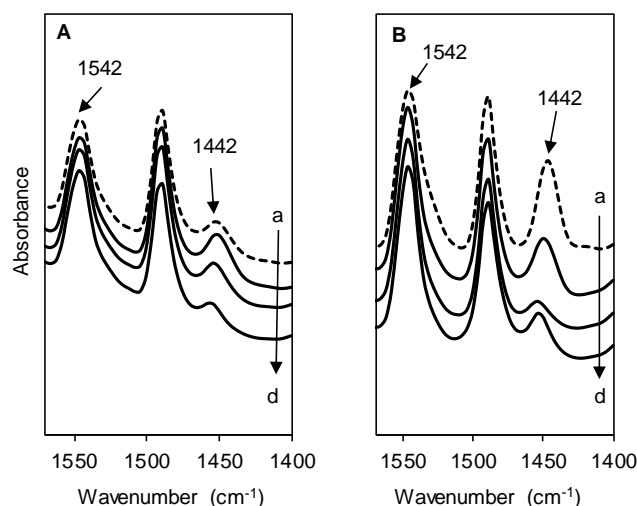 A
1542
1442
a
d
Absorbance
1550
1500
1450
1400
Wavenumber (cm-1)
B
1542
1442
a
d
1550
1500
1450
1400
Wavenumber (cm-1)